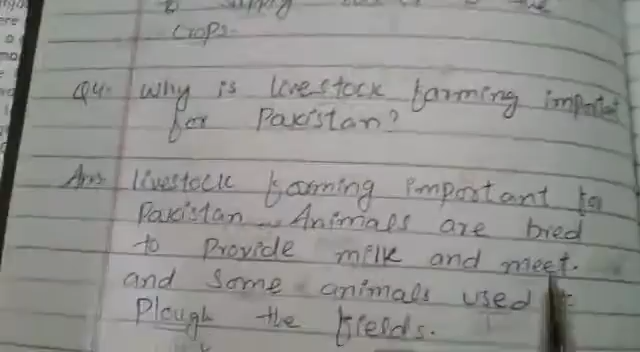 the
crops.
Q4. Why is livestock farming important
for Pakistan?
Ans livestock farming important for
Pakistan. Animals are bred
to Provide milk and meet.
and some animals used
Plough the fields.